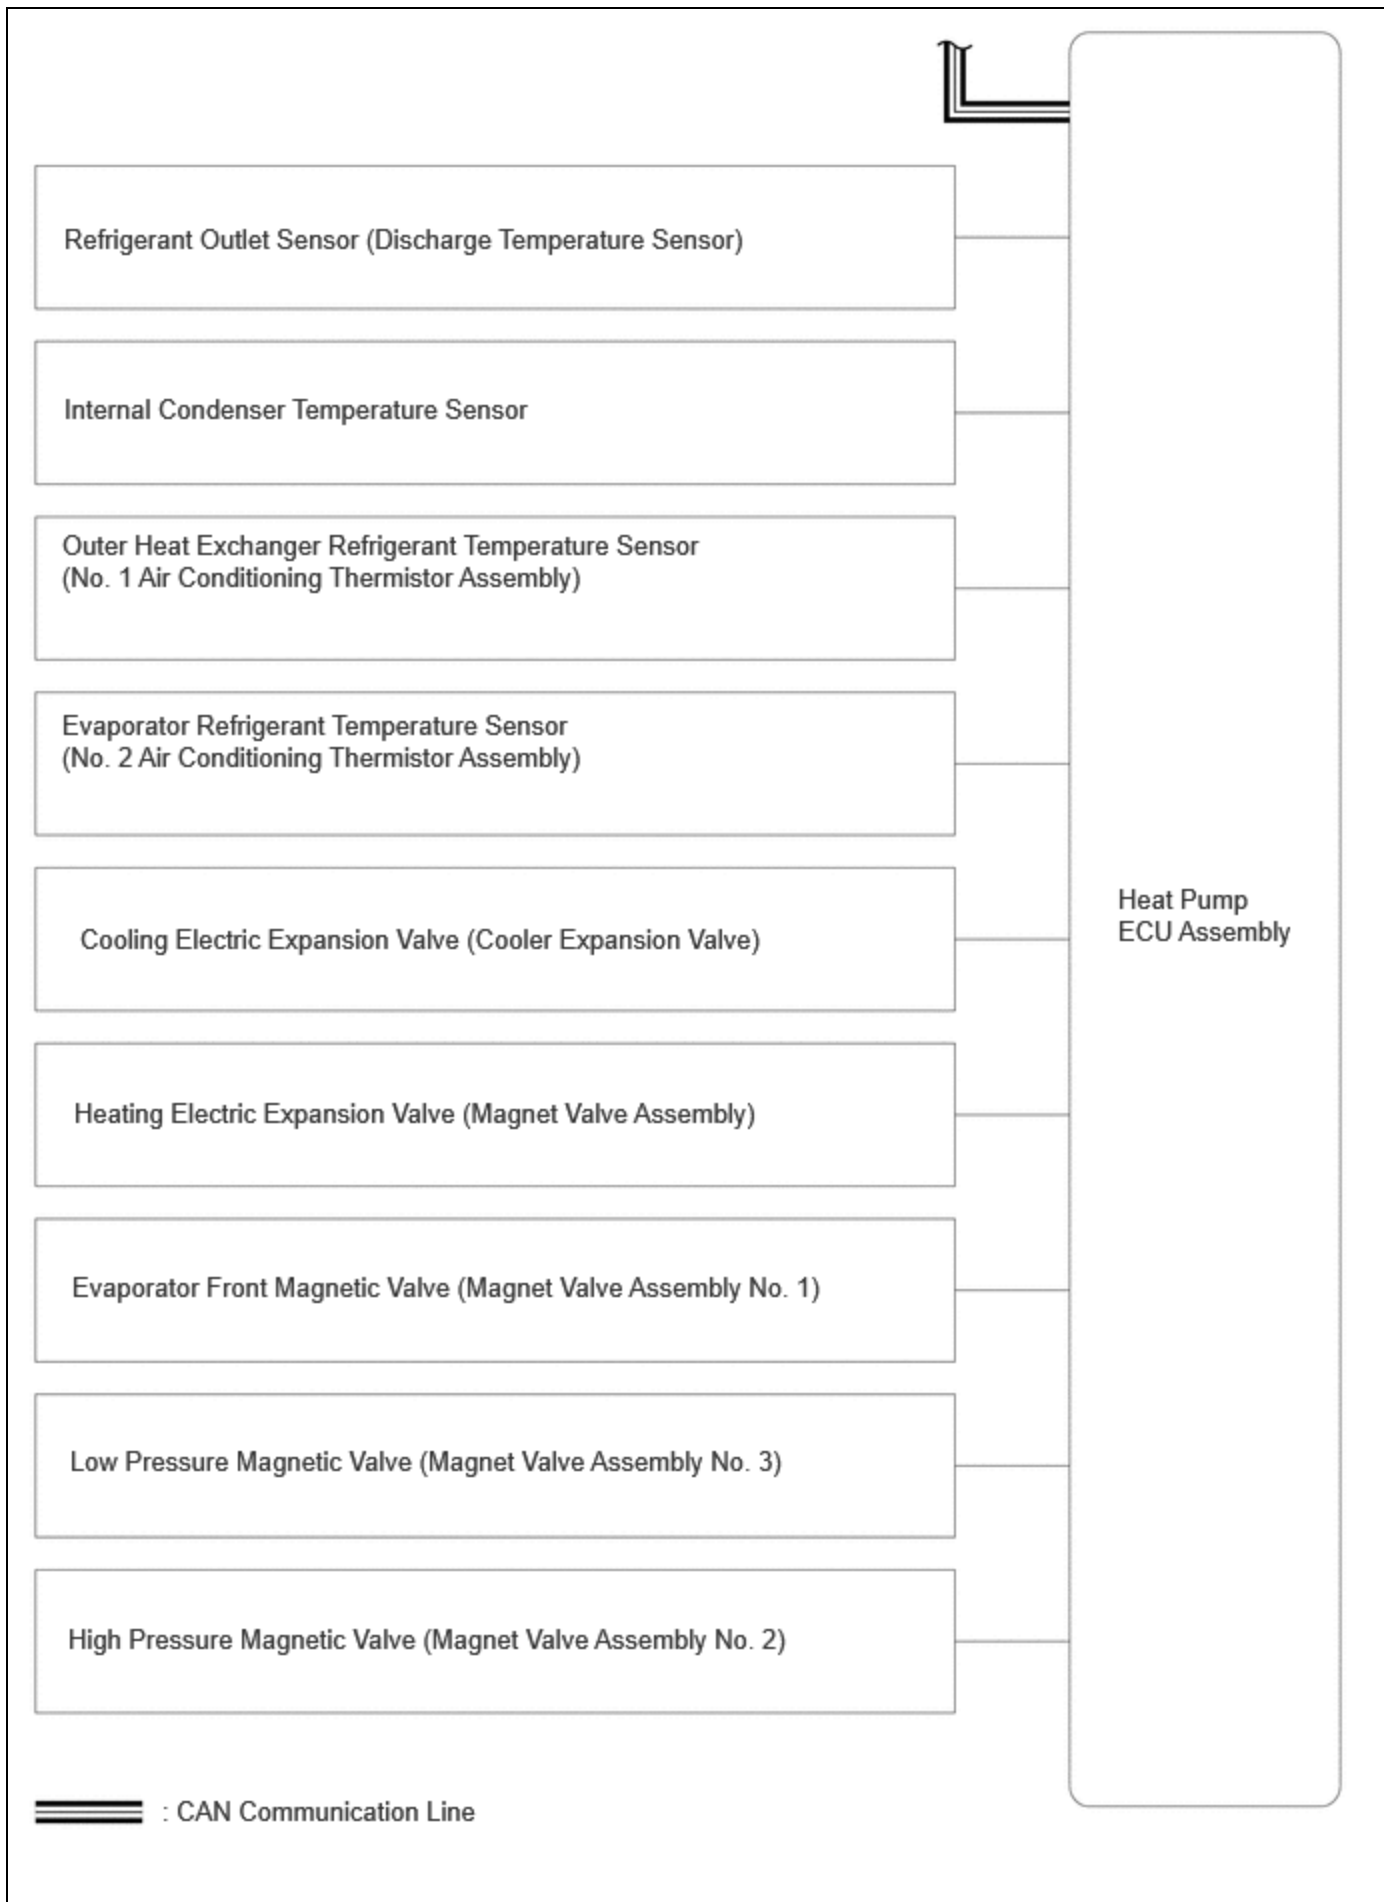 Refrigerant Outlet Sensor (Discharge Temperature Sensor)
Internal Condenser Temperature Sensor
Outer Heat Exchanger Refrigerant Temperature Sensor
(No. 1 Air Conditioning Thermistor Assembly)
Evaporator Refrigerant Temperature Sensor
(No. 2 Air Conditioning Thermistor Assembly)
Cooling Electric Expansion Valve (Cooler Expansion Valve)
Heating Electric Expansion Valve (Magnet Valve Assembly)
Evaporator Front Magnetic Valve (Magnet Valve Assembly No. 1)
Low Pressure Magnetic Valve (Magnet Valve Assembly No. 3)
High Pressure Magnetic Valve (Magnet Valve Assembly No. 2)
Heat Pump
ECU Assembly
: CAN Communication Line